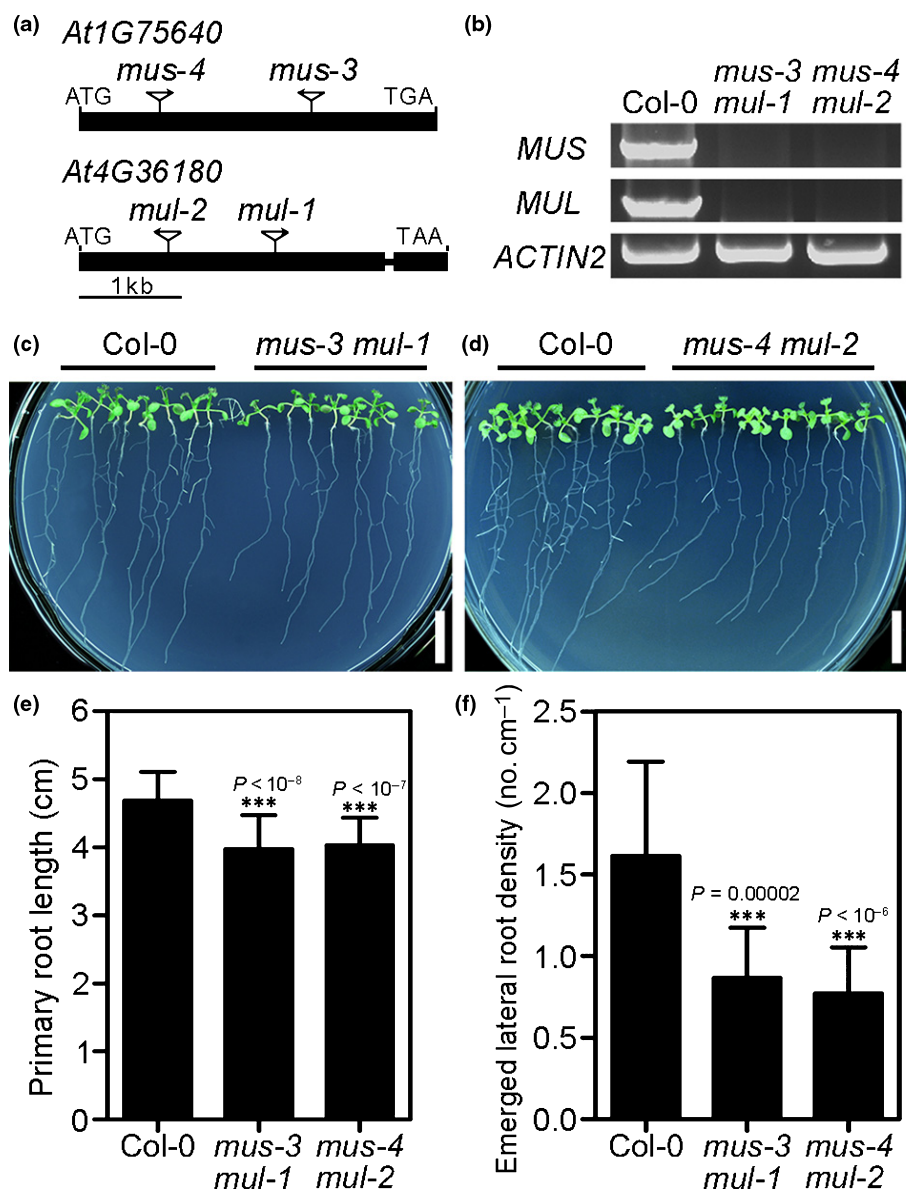 (a)
At1G75640
mus-4 mus-3
ATG TGA
At4G36180
mul-2 mul-1
ATG TAA
1kb
(b)
mus-3 mus-4
Col-0 mul-1 mul-2
MUS
MUL
ACTIN2
(c) Col-0 mus-3 mul-1
(d) Col-0 mus-4 mul-2
(e)
Primary root length (cm)
6
5
4
3
2
1
0
P < 10⁻⁸
***
P < 10⁻⁷
***
Col-0 mus-3 mus-4
mul-1 mul-2
(f)
Emerged lateral root density (no. cm⁻¹)
2.5
2.0
1.5
1.0
0.5
0.0
P = 0.00002
***
P < 10⁻⁶
***
Col-0 mus-3 mus-4
mul-1 mul-2